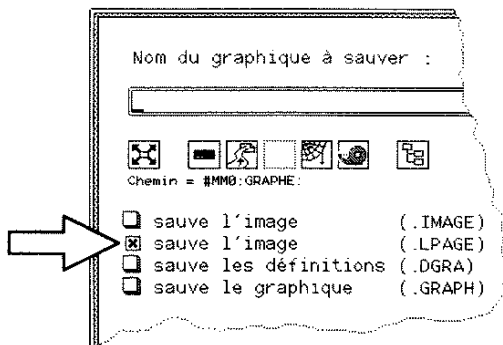 Nom du graphique à sauver :
Chemin = #MM0:GRAPHE:
sauve l'image (.IMAGE)
sauve l'image (.LPAGE)
sauve les définitions (.DGRA)
sauve le graphique (.GRAPH)